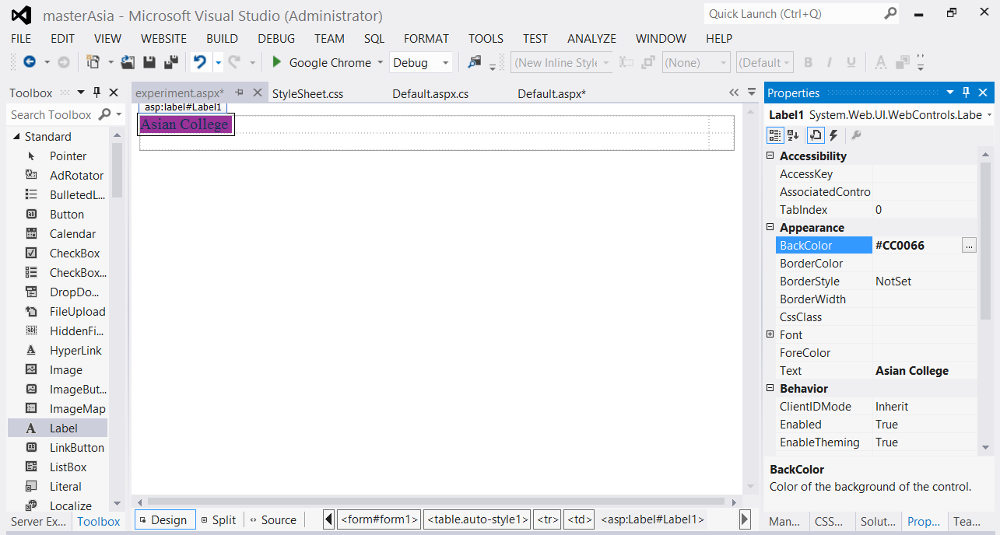 masterAsia - Microsoft Visual Studio (Administrator)
Quick Launch (Ctrl+Q)
FILE EDIT VIEW WEBSITE BUILD DEBUG TEAM SQL FORMAT TOOLS TEST ANALYZE WINDOW HELP
Google Chrome Debug (New Inline Style (None) (Default B I U A
Toolbox
Search Toolbox
Standard
Pointer
AdRotator
BulletedL...
Button
Calendar
CheckBox
CheckBox...
DropDo...
FileUpload
HiddenFi...
HyperLink
Image
ImageBut...
ImageMap
Label
LinkButton
ListBox
Literal
Localize
Server Ex... Toolbox
experiment.aspx* StyleSheet.css Default.aspx.cs Default.aspx*
asp:label#Label1
Asian College
Design Split Source <form#form1> <table.auto-style1> <tr> <td> <asp:Label#Label1>
Properties
Label1 System.Web.UI.WebControls.Labe
Accessibility
AccessKey
AssociatedContro
TabIndex 0
Appearance
BackColor #CC0066 ...
BorderColor
BorderStyle NotSet
BorderWidth
CssClass
Font
ForeColor
Text Asian College
Behavior
ClientIDMode Inherit
Enabled True
EnableTheming True
BackColor
Color of the background of the control.
Man... CSS... Solut... Prop... Tea...